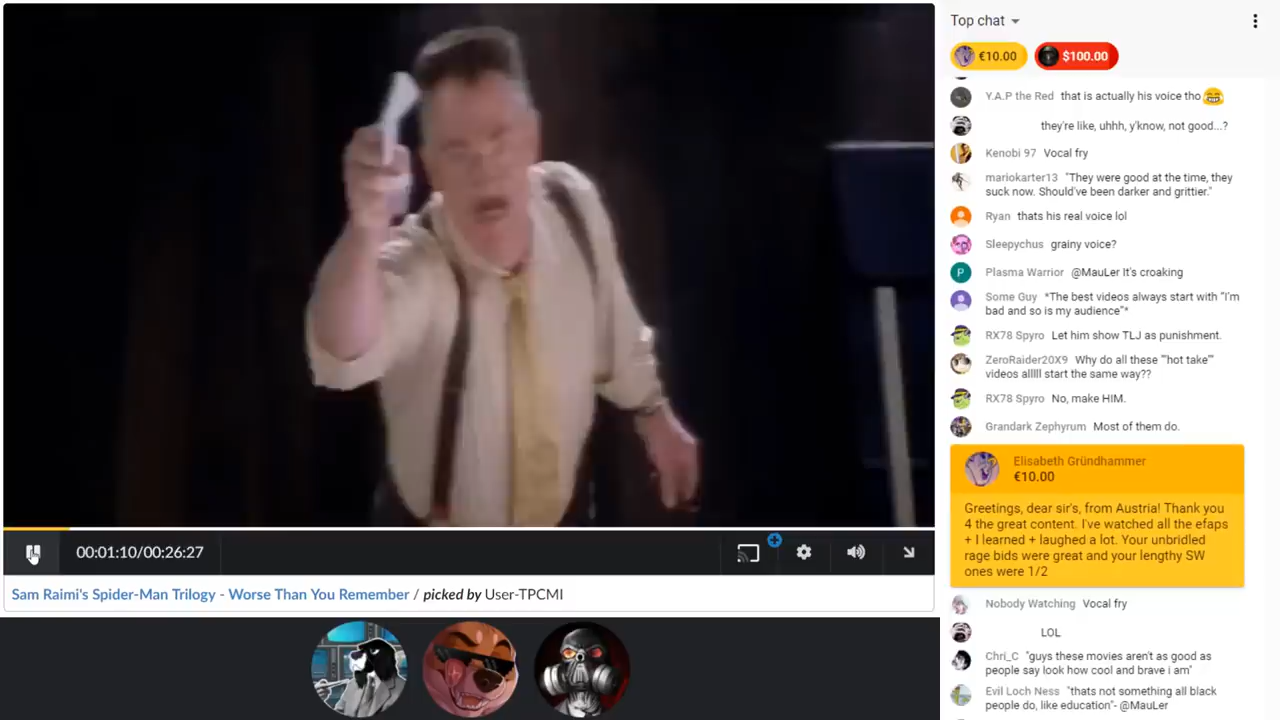 Top chat
€10.00
$100.00
Y.A.P the Red that is actually his voice tho
they're like, uhhh, y'know, not good...?
Kenobi 97 Vocal fry
mariokarter13 "They were good at the time, they
suck now. Should've been darker and grittier."
Ryan thats his real voice lol
Sleepychus grainy voice?
P
Plasma Warrior @MauLer It's croaking
Some Guy *The best videos always start with "I'm
bad and so is my audience"*
RX78 Spyro Let him show TLJ as punishment.
ZeroRaider20X9 Why do all these '"hot take"'
videos alllll start the same way??
RX78 Spyro No, make HIM.
Grandark Zephyrum Most of them do.
Elisabeth Gründhammer
€10.00
Greetings, dear sir's, from Austria! Thank you
4 the great content. I've watched all the efaps
+ I learned + laughed a lot. Your unbridled
rage bids were great and your lengthy SW
ones were 1/2
Nobody Watching Vocal fry
LOL
Chri_C "guys these movies aren't as good as
people say look how cool and brave i am"
Evil Loch Ness "thats not something all black
people do, like education"- @MauLer
00:01:10/00:26:27
Sam Raimi's Spider-Man Trilogy - Worse Than You Remember / picked by User-TPCMI